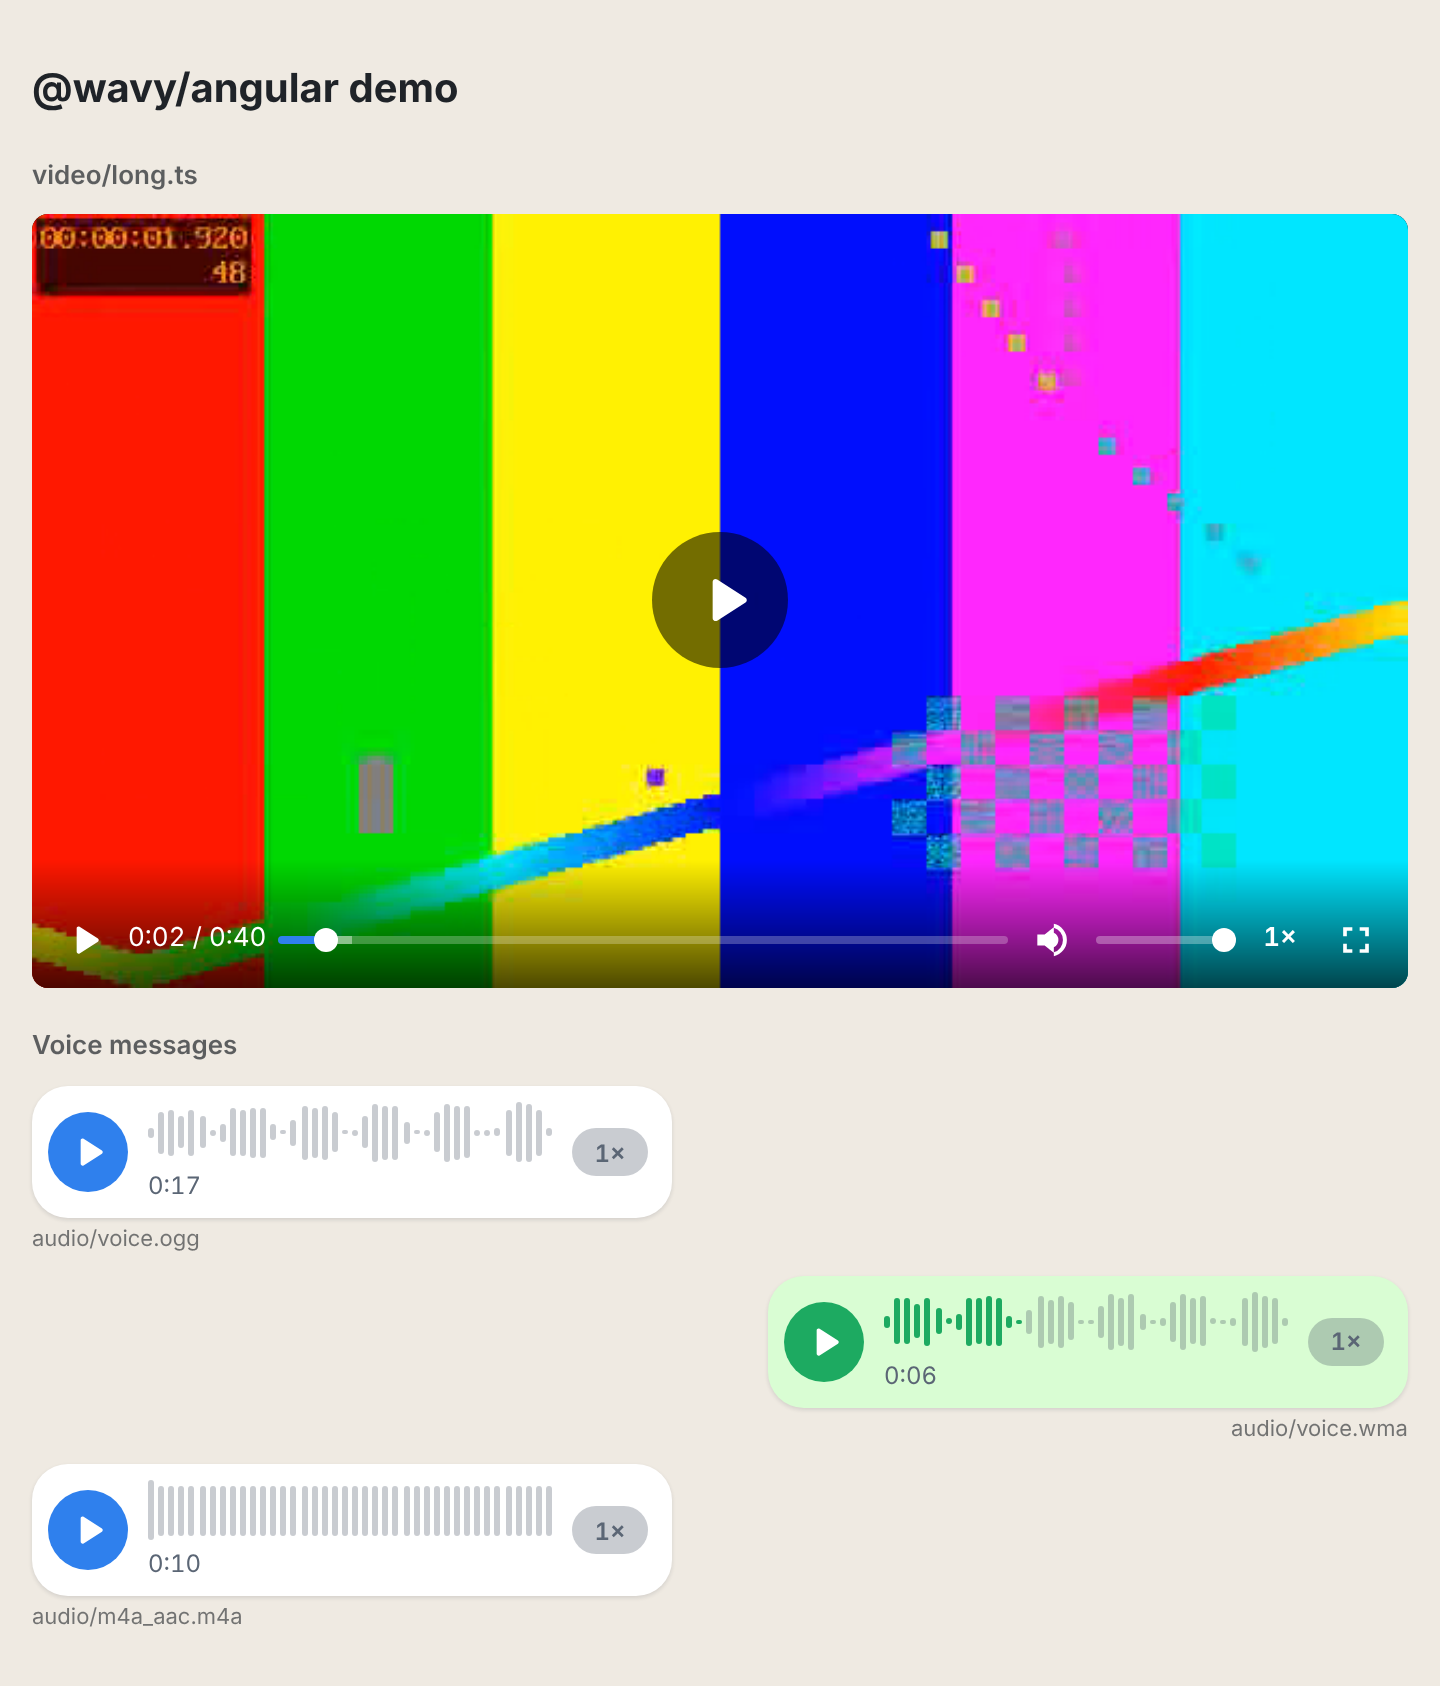 @wavy/angular demo
video/long.ts
00:00:01.920
48
0:02 / 0:40
1×
Voice messages
1×
0:17
audio/voice.ogg
1×
0:06
audio/voice.wma
1×
0:10
audio/m4a_aac.m4a